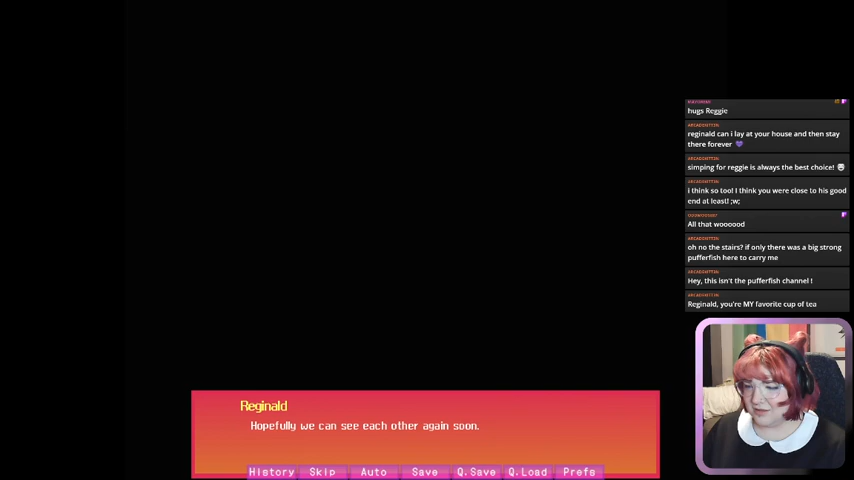 hugs Reggie
reginald can i lay at your house and then stay
there forever 💜
simping for reggie is always the best choice!
i think so too! I think you were close to his good
end at least! ;w;
All that woooood
oh no the stairs? if only there was a big strong
pufferfish here to carry me
Hey, this isn't the pufferfish channel !
Reginald, you're MY favorite cup of tea
Reginald
Hopefully we can see each other again soon.
History Skip Auto Save Q.Save Q.Load Prefs